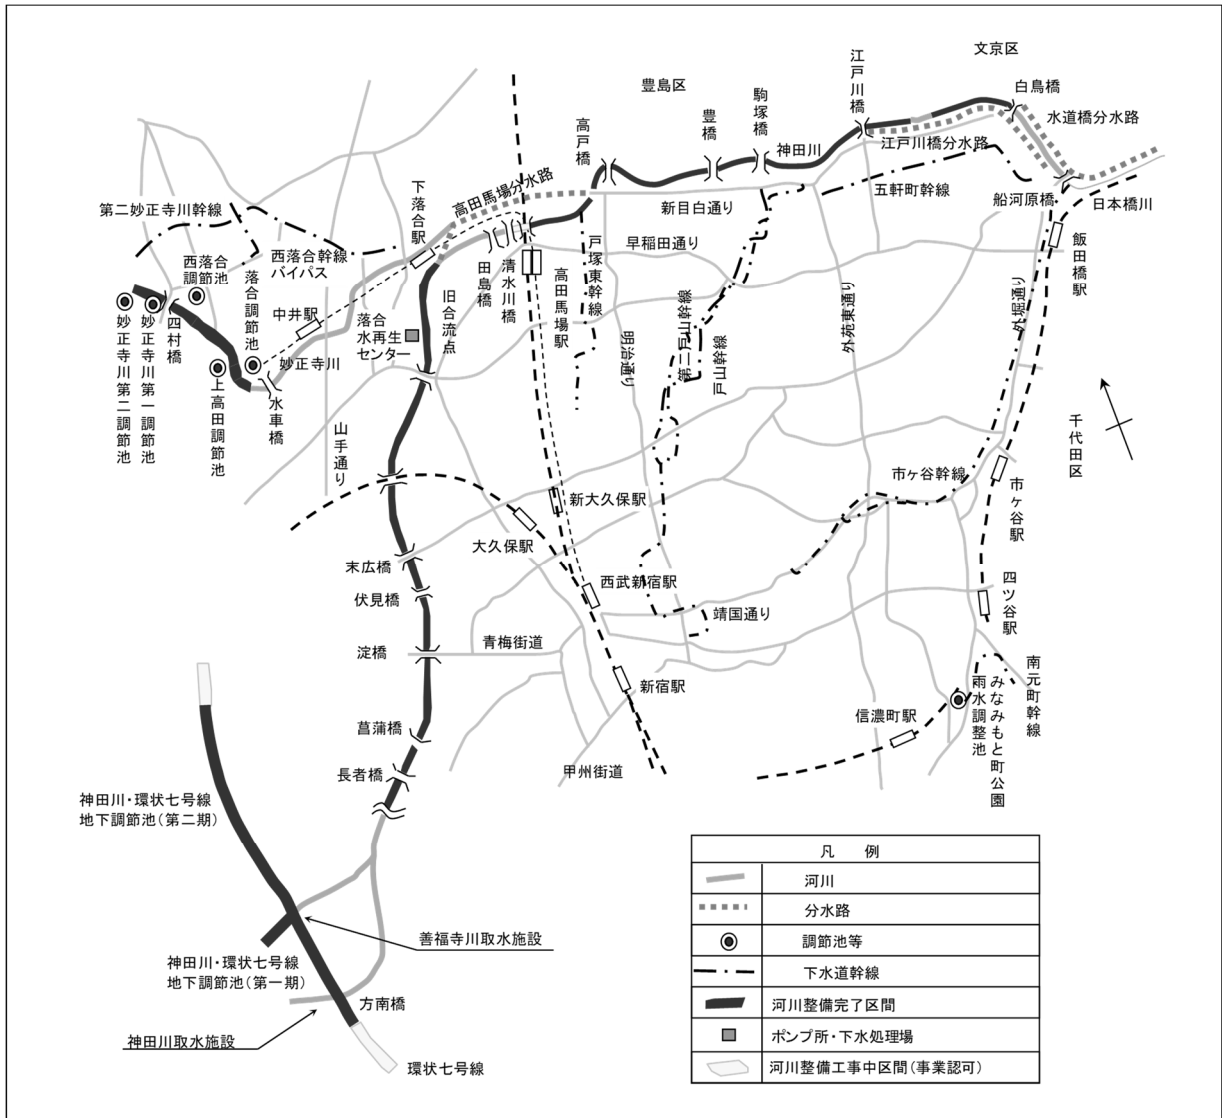 文京区
江戸川橋
豊島区
白鳥橋
駒塚橋
豊橋
高戸橋
水道橋分水路
神田川
江戸川橋分水路
下落合駅
高田馬場分水路
五軒町幹線
船河原橋
日本橋川
第二妙正寺川幹線
新目白通り
早稲田通り
西落合
調節池
落合調節池
西落合幹線
バイパス
田島橋
清水川橋
高田馬場駅
戸塚東幹線
飯田橋駅
外堀通り
外苑東通り
旧合流点
第二戸山幹線
戸山幹線
明治通り
中井駅
落合
水再生
センター
四村橋
妙正寺川第一調節池
妙正寺川第二調節池
妙正寺川
上高田調節池
水車橋
山手通り
千代田区
市ヶ谷幹線
市ヶ谷駅
新大久保駅
大久保駅
末広橋
伏見橋
西武新宿駅
四ツ谷駅
靖国通り
淀橋
青梅街道
新宿駅
南元町幹線
みなみもと町公園
雨水調整池
信濃町駅
菖蒲橋
長者橋
甲州街道
神田川・環状七号線
地下調節池(第二期)
善福寺川取水施設
神田川・環状七号線
地下調節池(第一期)
方南橋
神田川取水施設
環状七号線
凡 例
河川
分水路
調節池等
下水道幹線
河川整備完了区間
ポンプ所・下水処理場
河川整備工事中区間(事業認可)